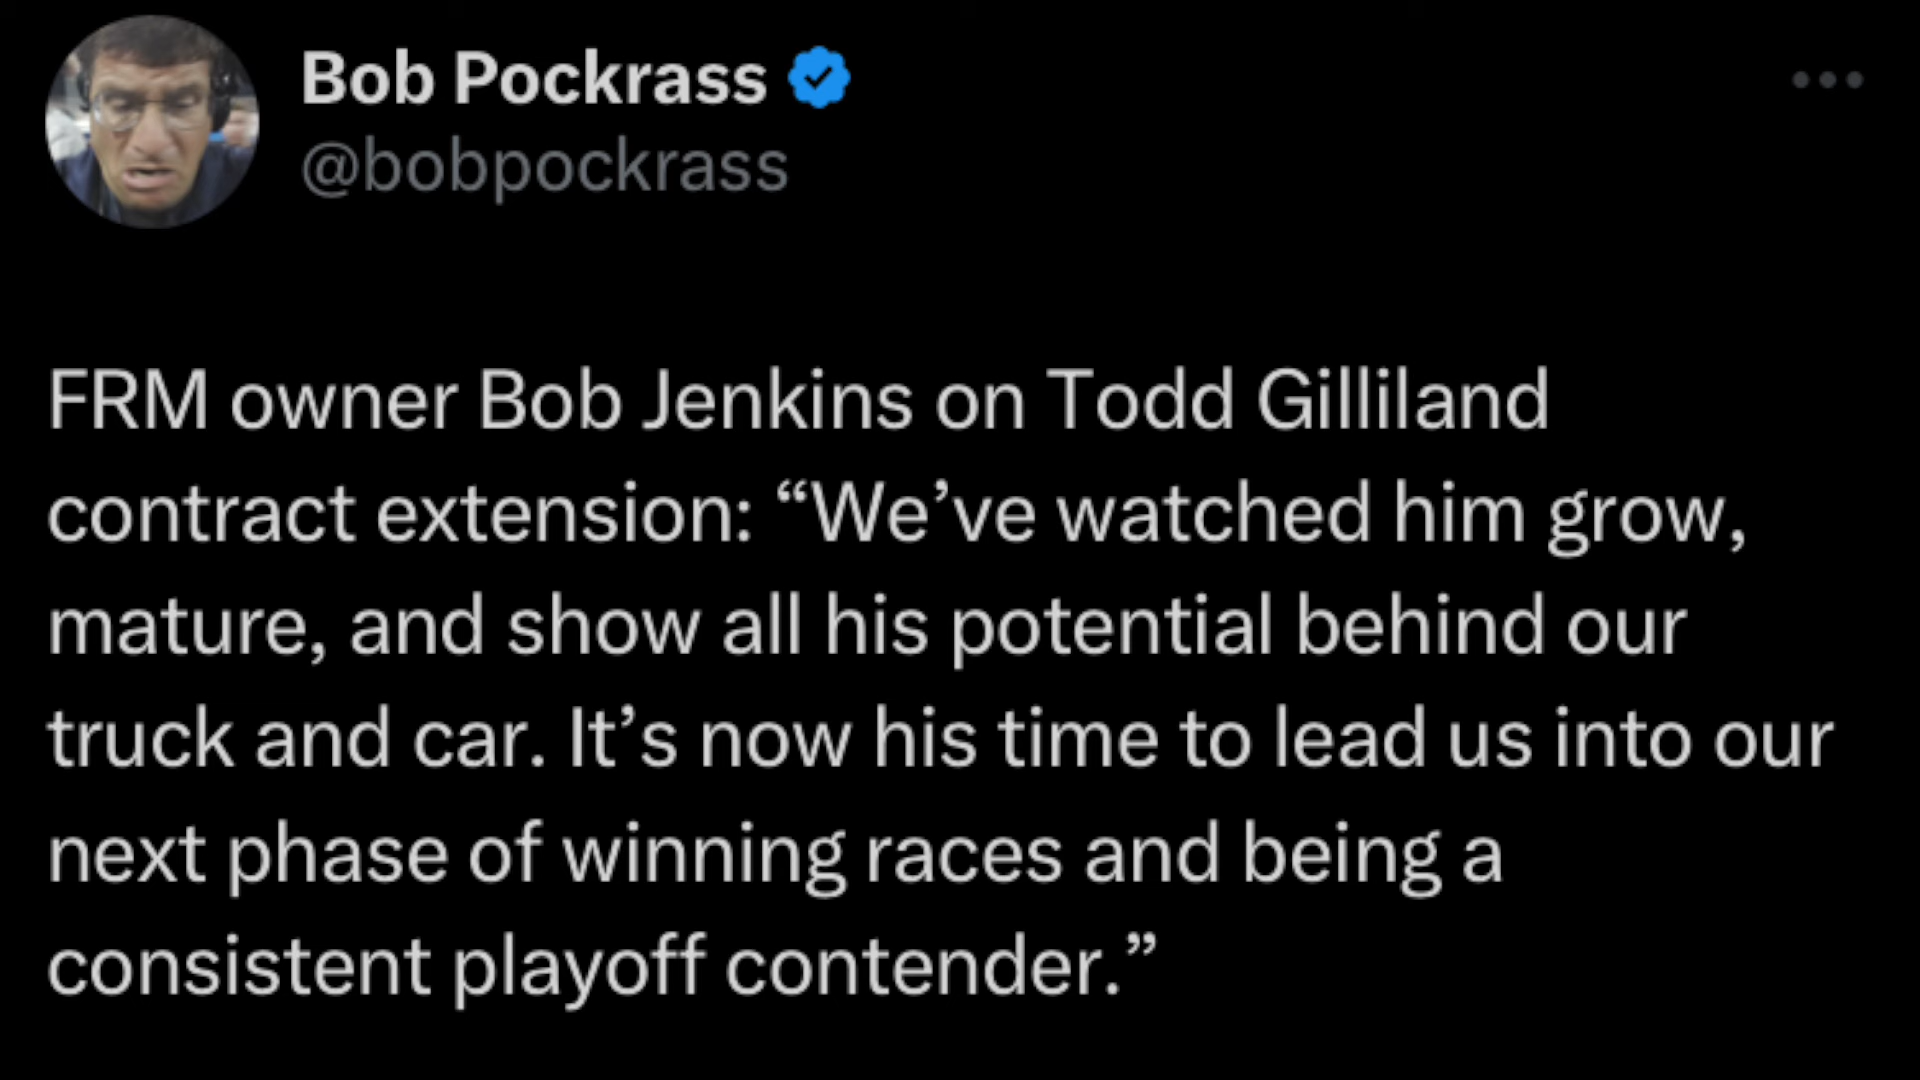 Bob Pockrass
@bobpockrass
FRM owner Bob Jenkins on Todd Gilliland
contract extension: “We’ve watched him grow,
mature, and show all his potential behind our
truck and car. It’s now his time to lead us into our
next phase of winning races and being a
consistent playoff contender.”